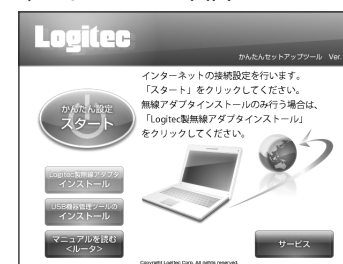 Logitec
かんたんセットアップツール Ver.
インターネットの接続設定を行います。
「スタート」をクリックしてください。
無線アダプタインストールのみ行う場合は、
「Logitec製無線アダプタインストール」
をクリックしてください。
かんたん設定
スタート
Logitec製無線アダプタ
インストール
USB機器管理ツールの
インストール
マニュアルを読む
<ルータ>
サービス
Copyright Logitec Corp. All rights reserved.